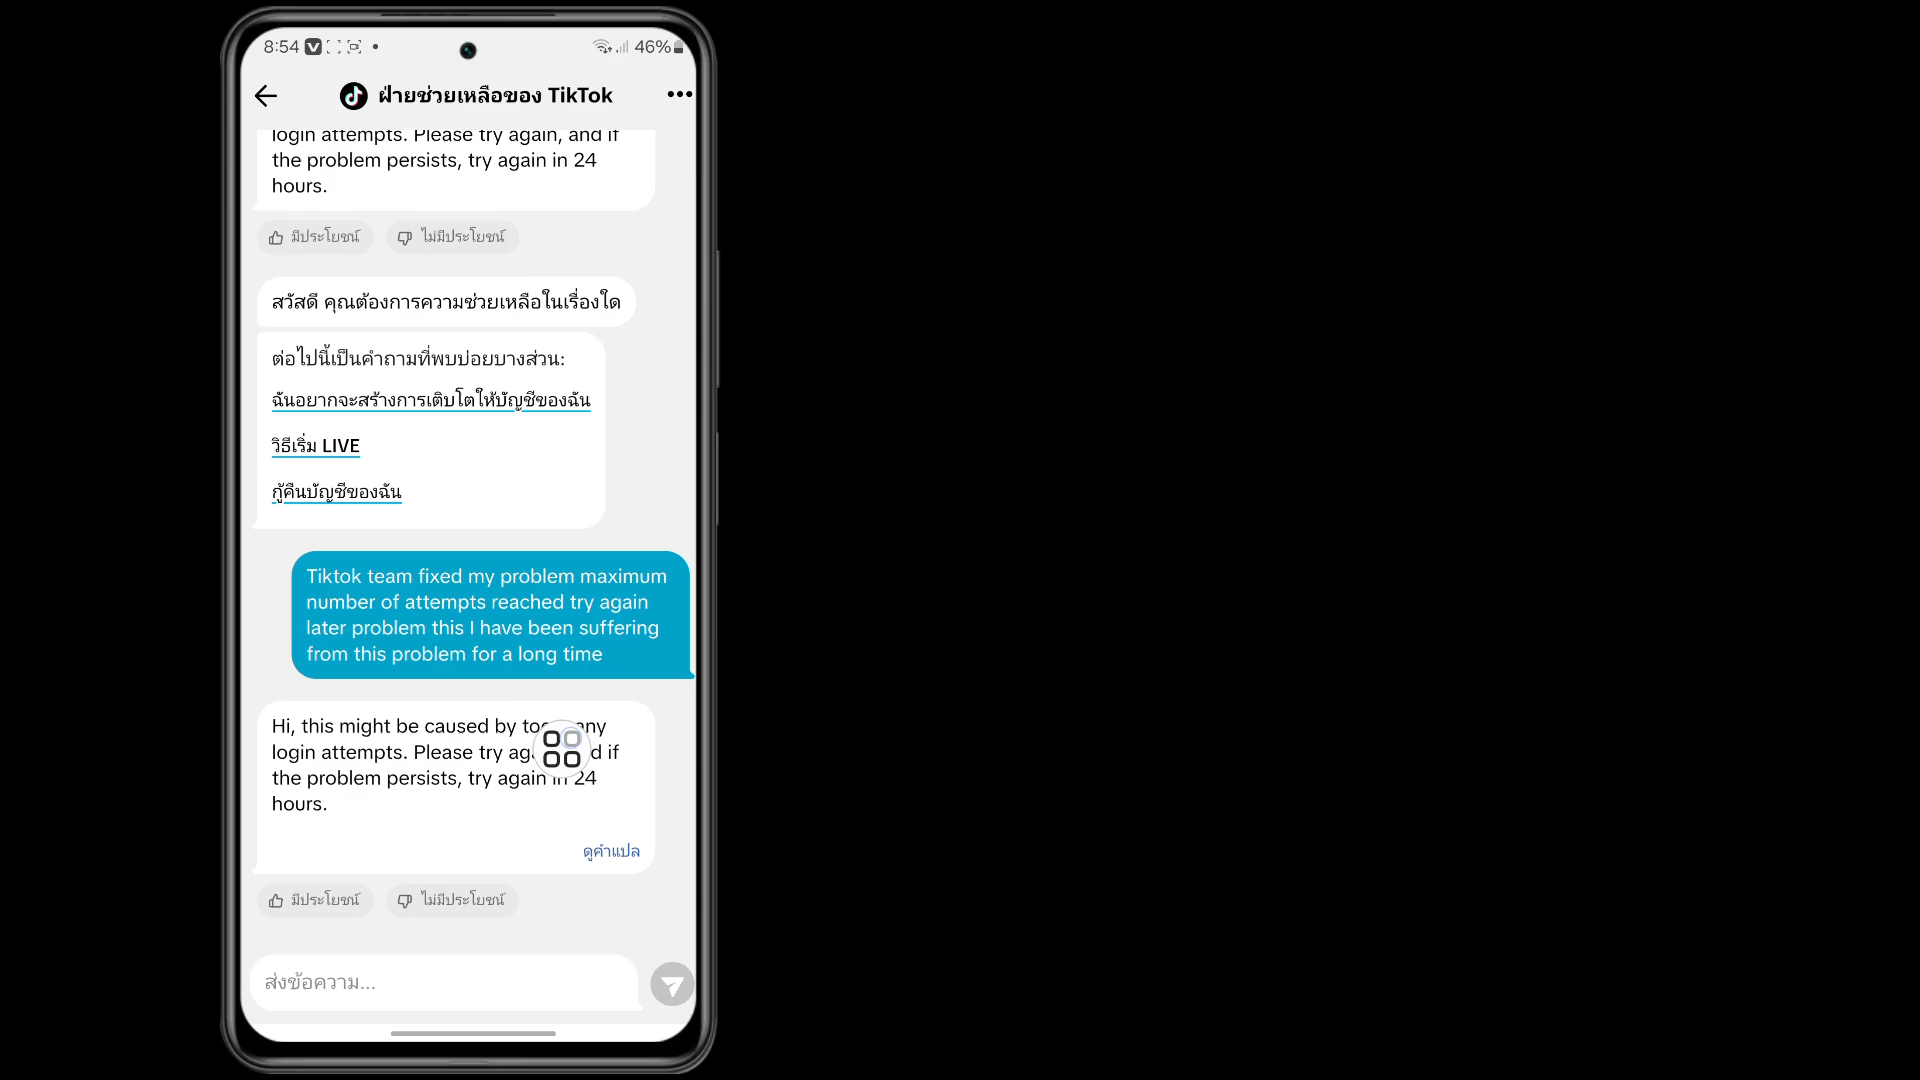 8:54
46%
ฝ่ายช่วยเหลือของ TikTok
login attempts. Please try again, and if
the problem persists, try again in 24
hours.
มีประโยชน์ ไม่มีประโยชน์
สวัสดี คุณต้องการความช่วยเหลือในเรื่องใด
ต่อไปนี้เป็นคำถามที่พบบ่อยบางส่วน:
ฉันอยากจะสร้างการเติบโตให้บัญชีของฉัน
วิธีเริ่ม LIVE
กู้คืนบัญชีของฉัน
Tiktok team fixed my problem maximum
number of attempts reached try again
later problem this I have been suffering
from this problem for a long time
Hi, this might be caused by
login attempts. Please try if
the problem persists, try again in 24
hours.
ดูคำแปล
มีประโยชน์ ไม่มีประโยชน์
ส่งข้อความ...